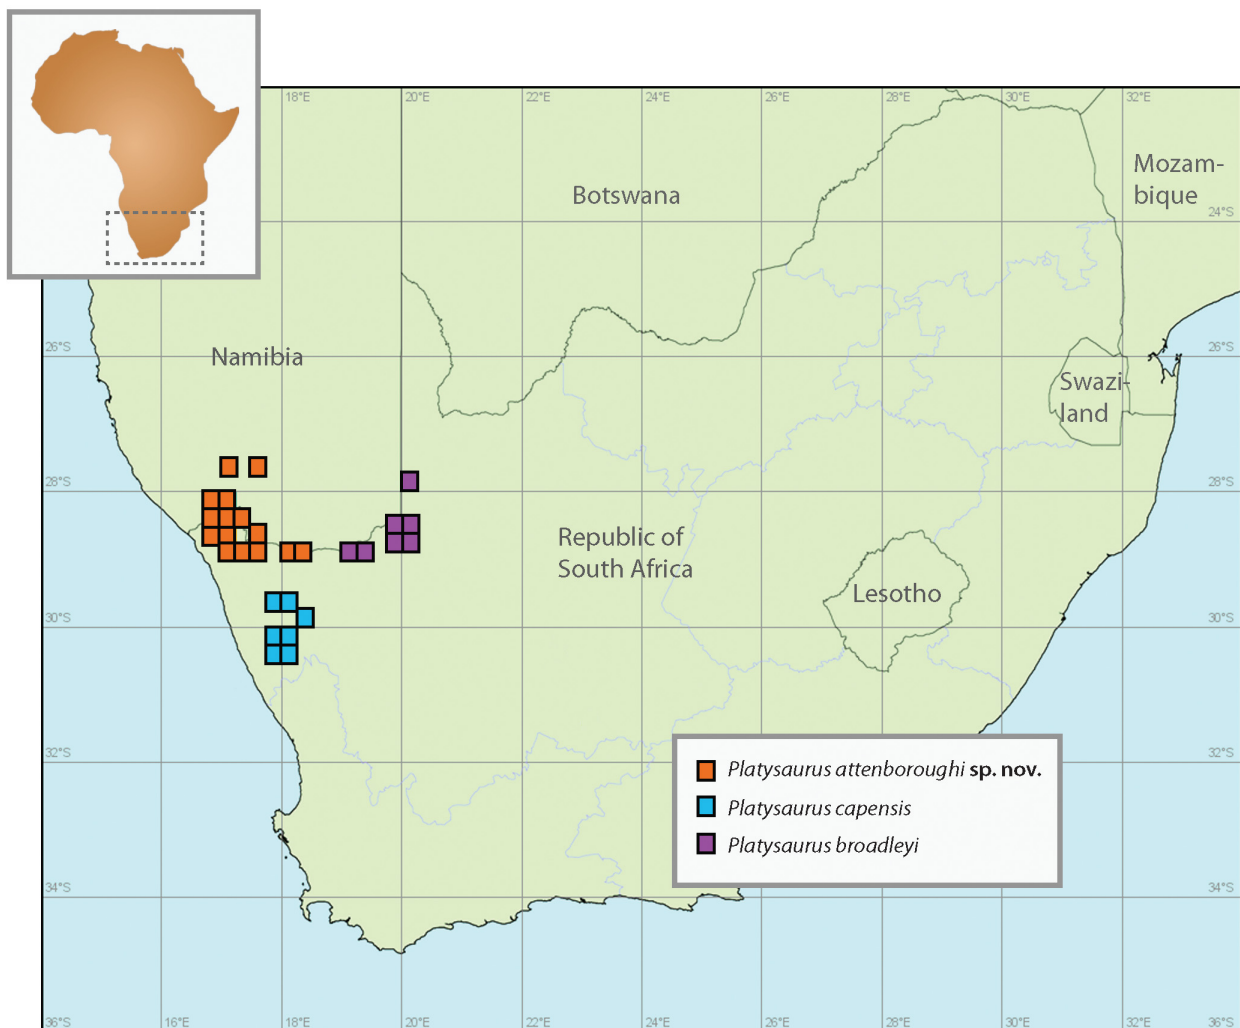 18°E
20°E
22°E
24°E
26°E
28°E
30°E
32°E
Botswana
Mozam-
bique
24°S
Namibia
26°S
26°S
Swazi-
land
28°S
28°S
Republic of
South Africa
Lesotho
30°S
30°S
32°S
32°S
Platysaurus attenboroughi sp. nov.
Platysaurus capensis
Platysaurus broadleyi
34°S
34°S
36°S
16°E
18°E
20°E
22°E
24°E
26°E
28°E
30°E
32°E
36°S